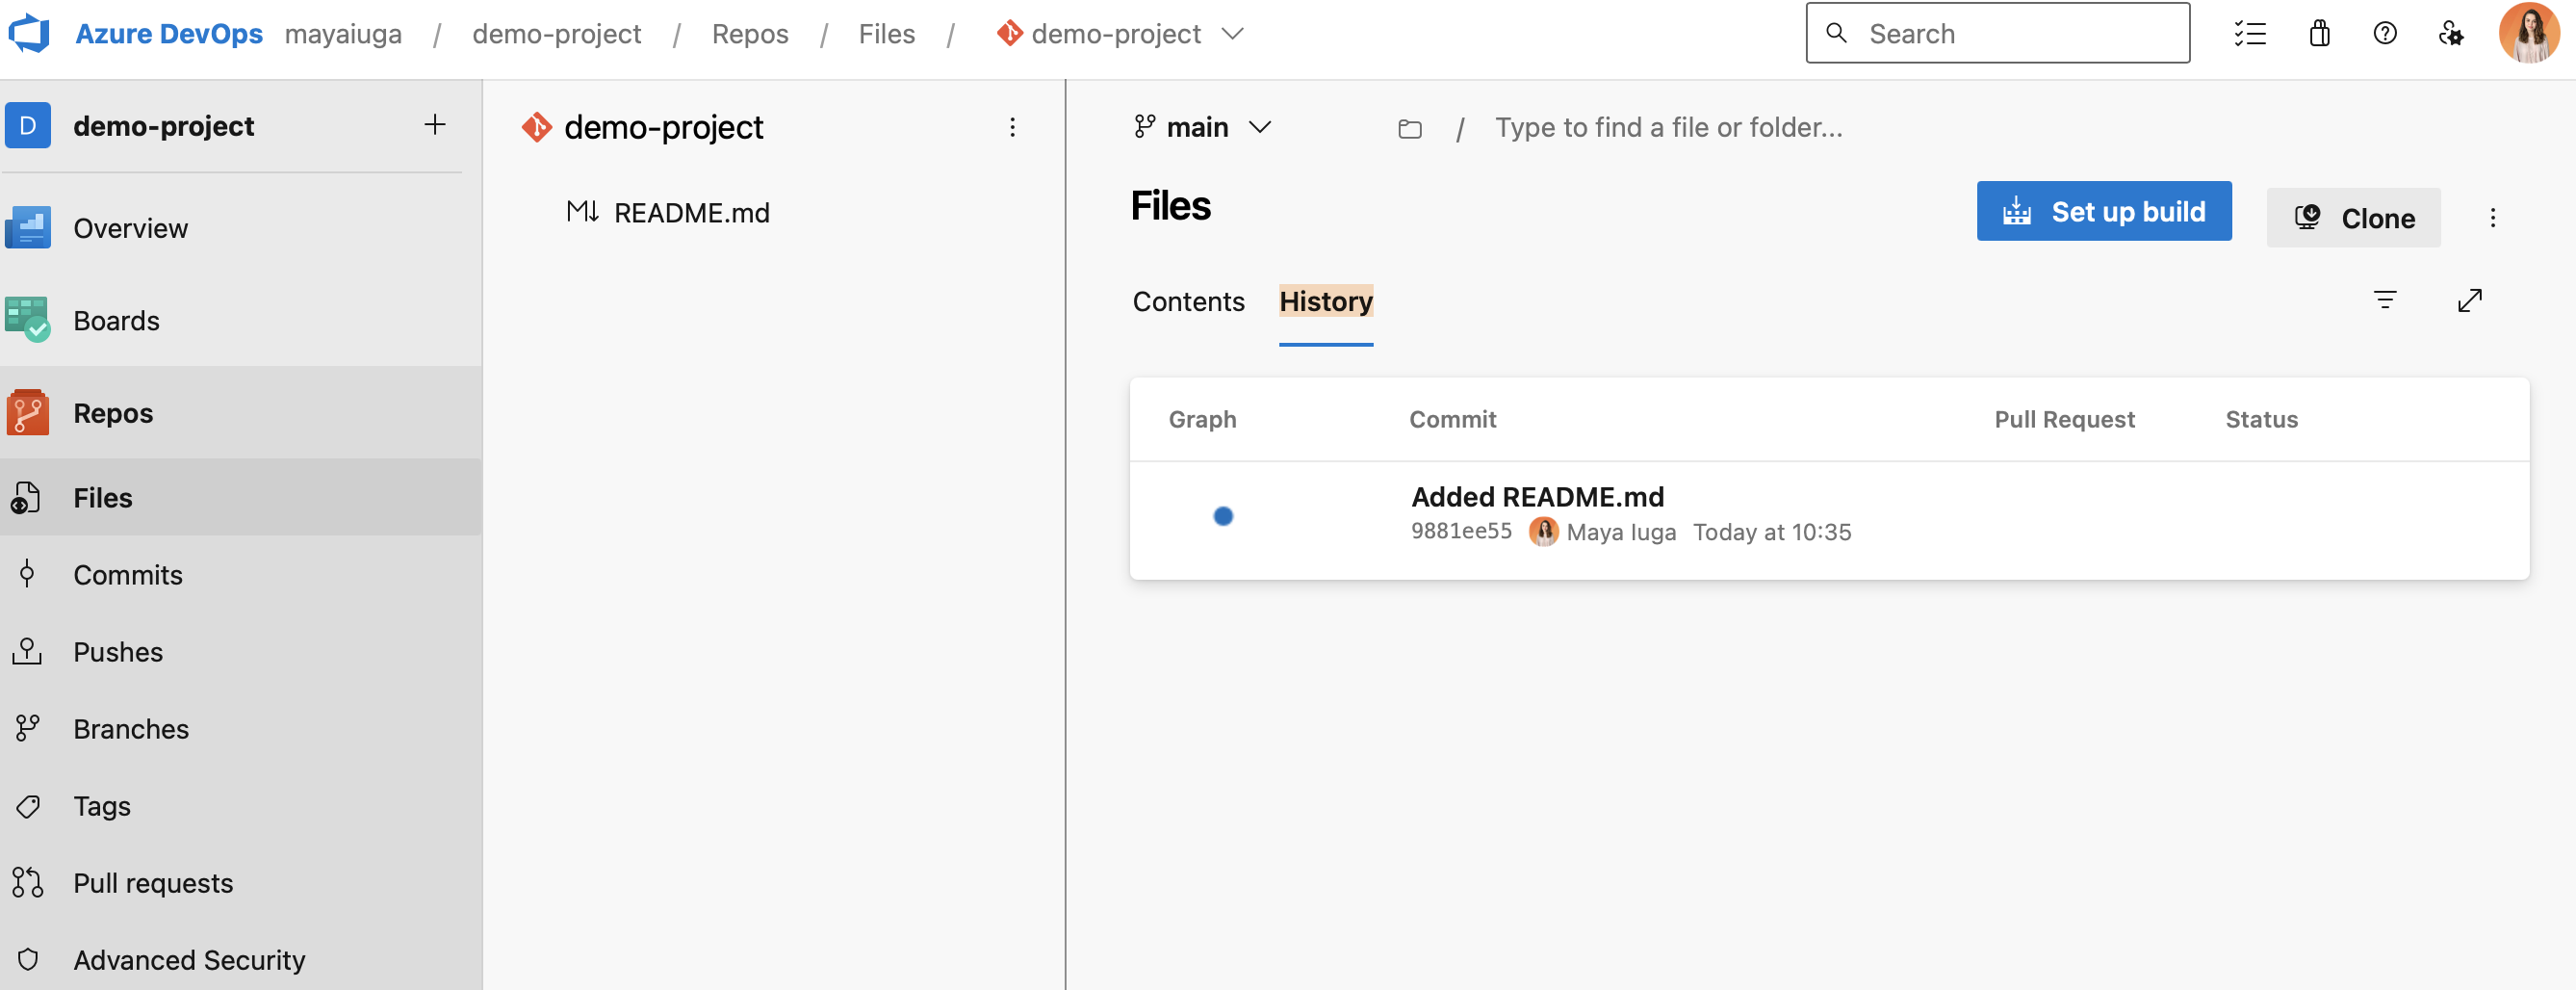 Azure DevOps mayaiuga / demo-project / Repos / Files / demo-project
Search
D demo-project
Overview
Boards
Repos
Files
Commits
Pushes
Branches
Tags
Pull requests
Advanced Security
demo-project
README.md
main
/ Type to find a file or folder...
Files
Set up build
Clone
Contents History
Graph Commit Pull Request Status
Added README.md
9881ee55 Maya Iuga Today at 10:35